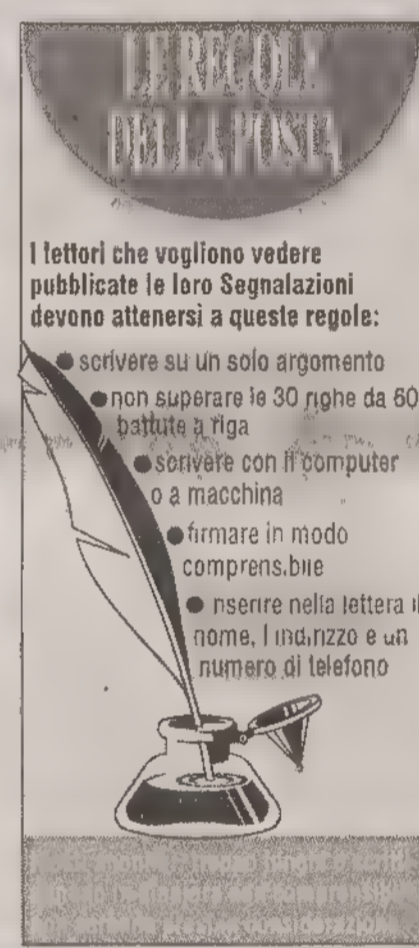 LE REGOLE
DELLA POSTA
I lettori che vogliono vedere
pubblicate le loro Segnalazioni
devono attenersi a queste regole:
● scrivere su un solo argomento
● non superare le 30 righe da 60
battute a riga
● scrivere con il computer
o a macchina
● firmare in modo
comprensibile
● inserire nella lettera il
nome, l'indirizzo e un
numero di telefono